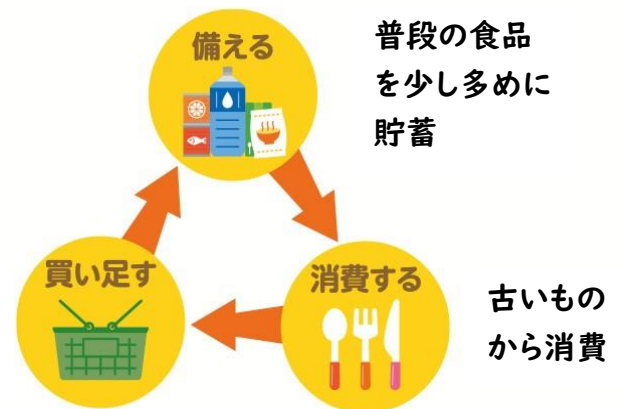 備える
普段の食品
を少し多めに
貯蓄
買い足す
消費する
古いもの
から消費